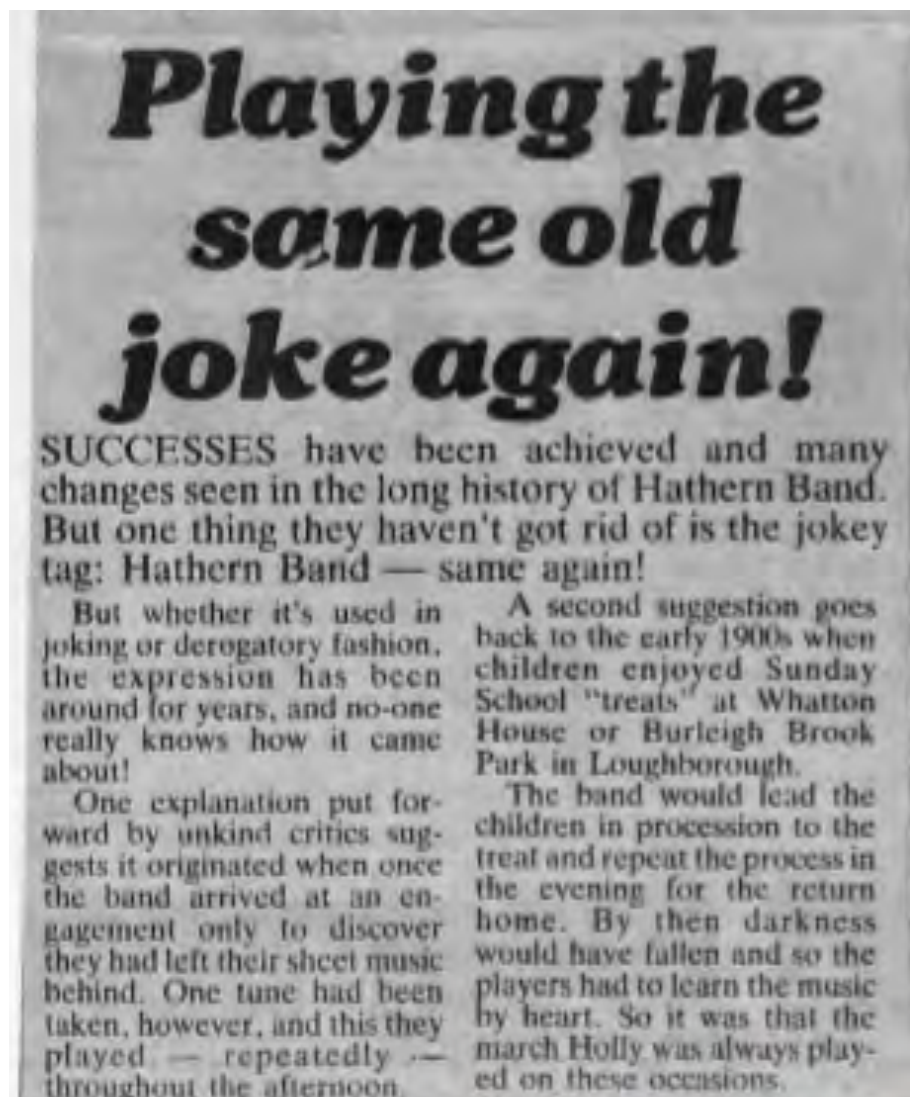 Playing the
same old
joke again!
SUCCESSES have been achieved and many
changes seen in the long history of Hathern Band.
But one thing they haven't got rid of is the jokey
tag: Hathern Band — same again!
But whether it's used in
joking or derogatory fashion,
the expression has been
around for years, and no-one
really knows how it came
about!
One explanation put for-
ward by unkind critics sug-
gests it originated when once
the band arrived at an en-
gagement only to discover
they had left their sheet music
behind. One tune had been
taken, however, and this they
played — repeatedly —
throughout the afternoon.
A second suggestion goes
back to the early 1900s when
children enjoyed Sunday
School "treats" at Whatton
House or Burleigh Brook
Park in Loughborough.
The band would lead the
children in procession to the
treat and repeat the process in
the evening for the return
home. By then darkness
would have fallen and so the
players had to learn the music
by heart. So it was that the
march Holly was always play-
ed on these occasions.